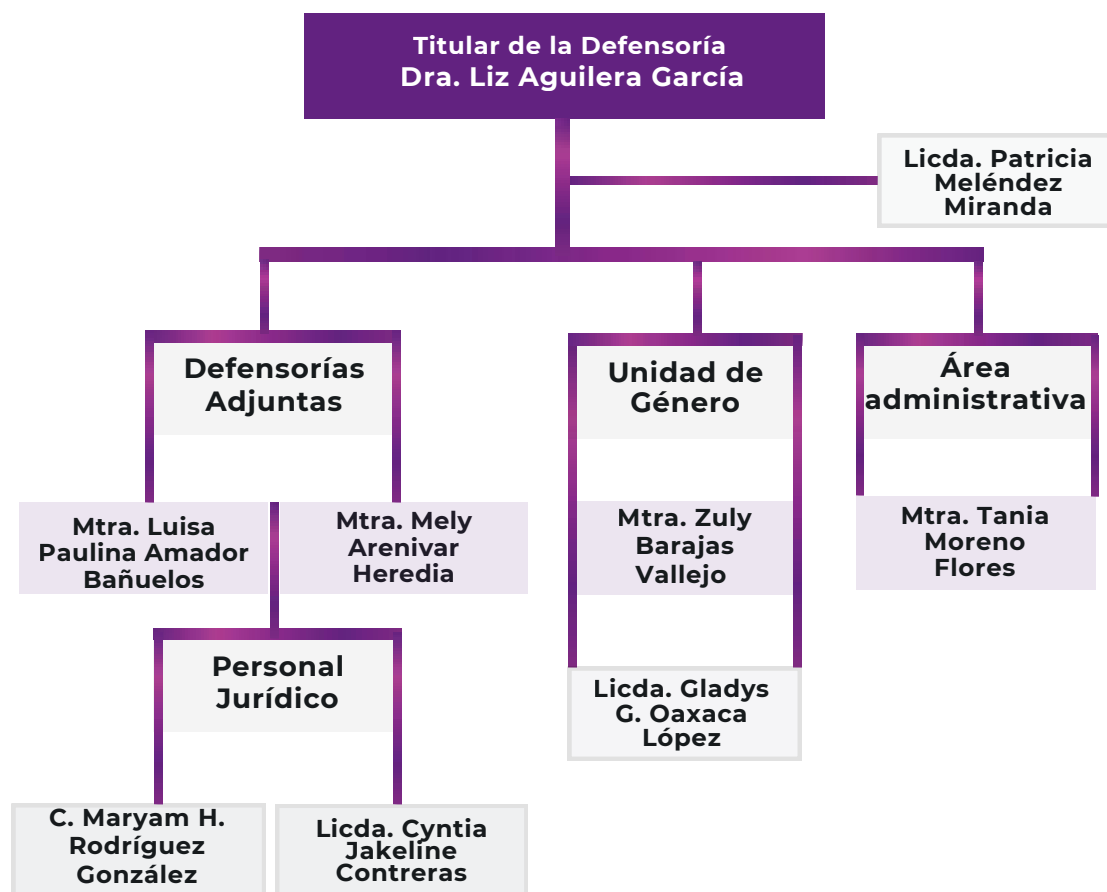 Titular de la Defensoría
Dra. Liz Aguilera García
Licda. Patricia
Meléndez
Miranda
Defensorías
Adjuntas
Unidad de
Género
Área
administrativa
Mtra. Luisa
Paulina Amador
Bañuelos
Mtra. Mely
Arenivar
Heredia
Mtra. Zuly
Barajas
Vallejo
Mtra. Tania
Moreno
Flores
Personal
Jurídico
Licda. Gladys
G. Oaxaca
López
C. Maryam H.
Rodríguez
González
Licda. Cyntia
Jakeline
Contreras